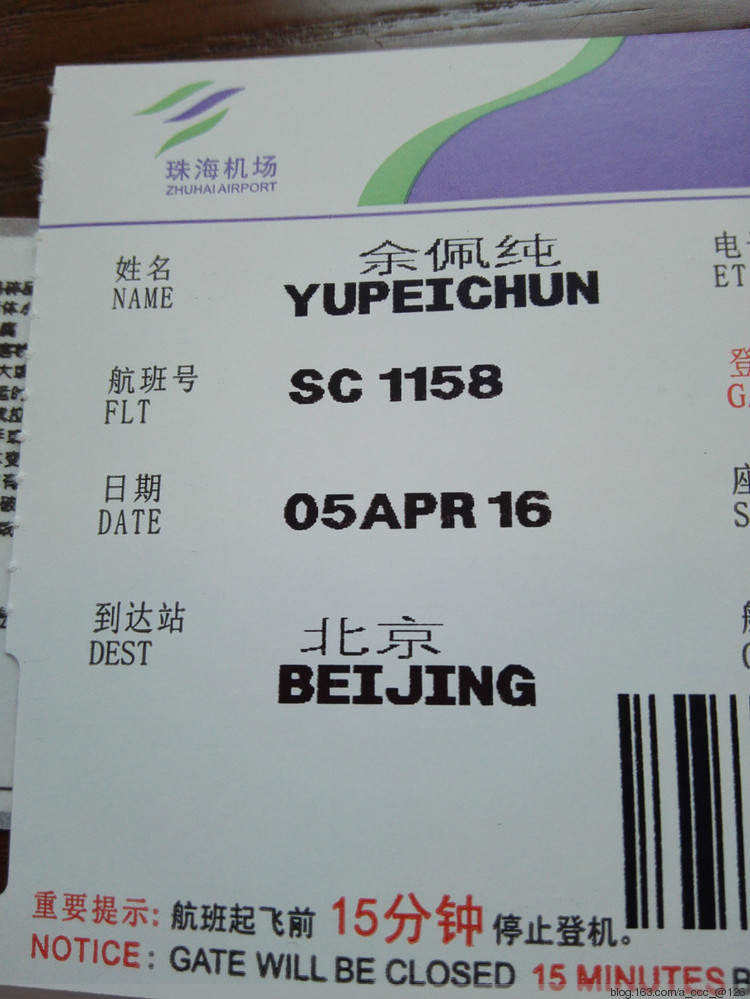 珠海机场
ZHUHAI AIRPORT
姓名 余佩纯
NAME YUPEICHUN
电
ET
航班号 SC 1158
FLT
登
日期 05APR 16
DATE
座
S
到达站 北京
DEST BEIJING
重要提示: 航班起飞前 15分钟 停止登机。
NOTICE: GATE WILL BE CLOSED 15 MINUTES B
blog.163.com/a_ccc_@126